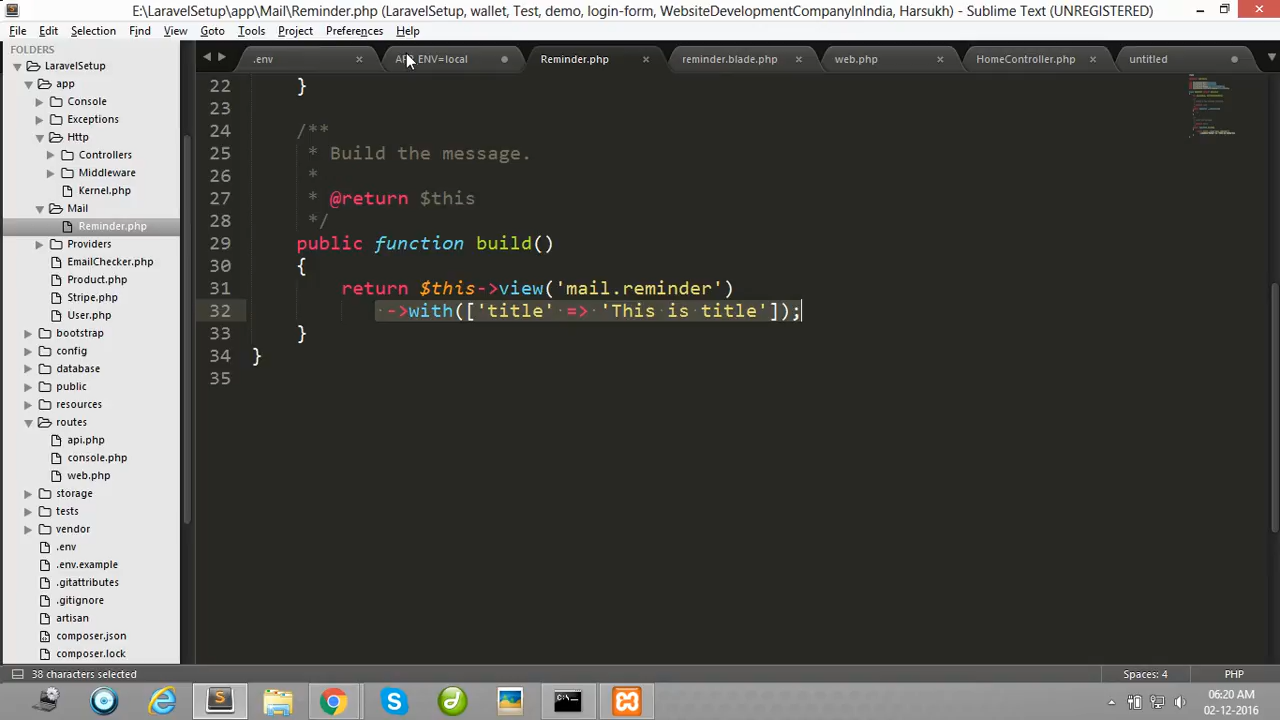 E:\LaravelSetup\app\Mail\Reminder.php (LaravelSetup, wallet, Test, demo, login-form, WebsiteDevelopmentCompanyInIndia, Harsukh) - Sublime Text (UNREGISTERED)
File Edit Selection Find View Goto Tools Project Preferences Help
FOLDERS
LaravelSetup
app
Console
Exceptions
Http
Controllers
Middleware
Kernel.php
Mail
Reminder.php
Providers
EmailChecker.php
Product.php
Stripe.php
User.php
bootstrap
config
database
public
resources
routes
api.php
console.php
web.php
storage
tests
vendor
.env
.env.example
.gitattributes
.gitignore
artisan
composer.json
composer.lock
.env ENV=local Reminder.php reminder.blade.php web.php HomeController.php untitled
22 }
23
24 /**
25 * Build the message.
26 *
27 * @return $this
28 */
29 public function build()
30 {
31 return $this->view('mail.reminder')
32 ->with(['title' => 'This is title']);
33 }
34 }
35
38 characters selected Spaces: 4 PHP
06:20 AM
02-12-2016